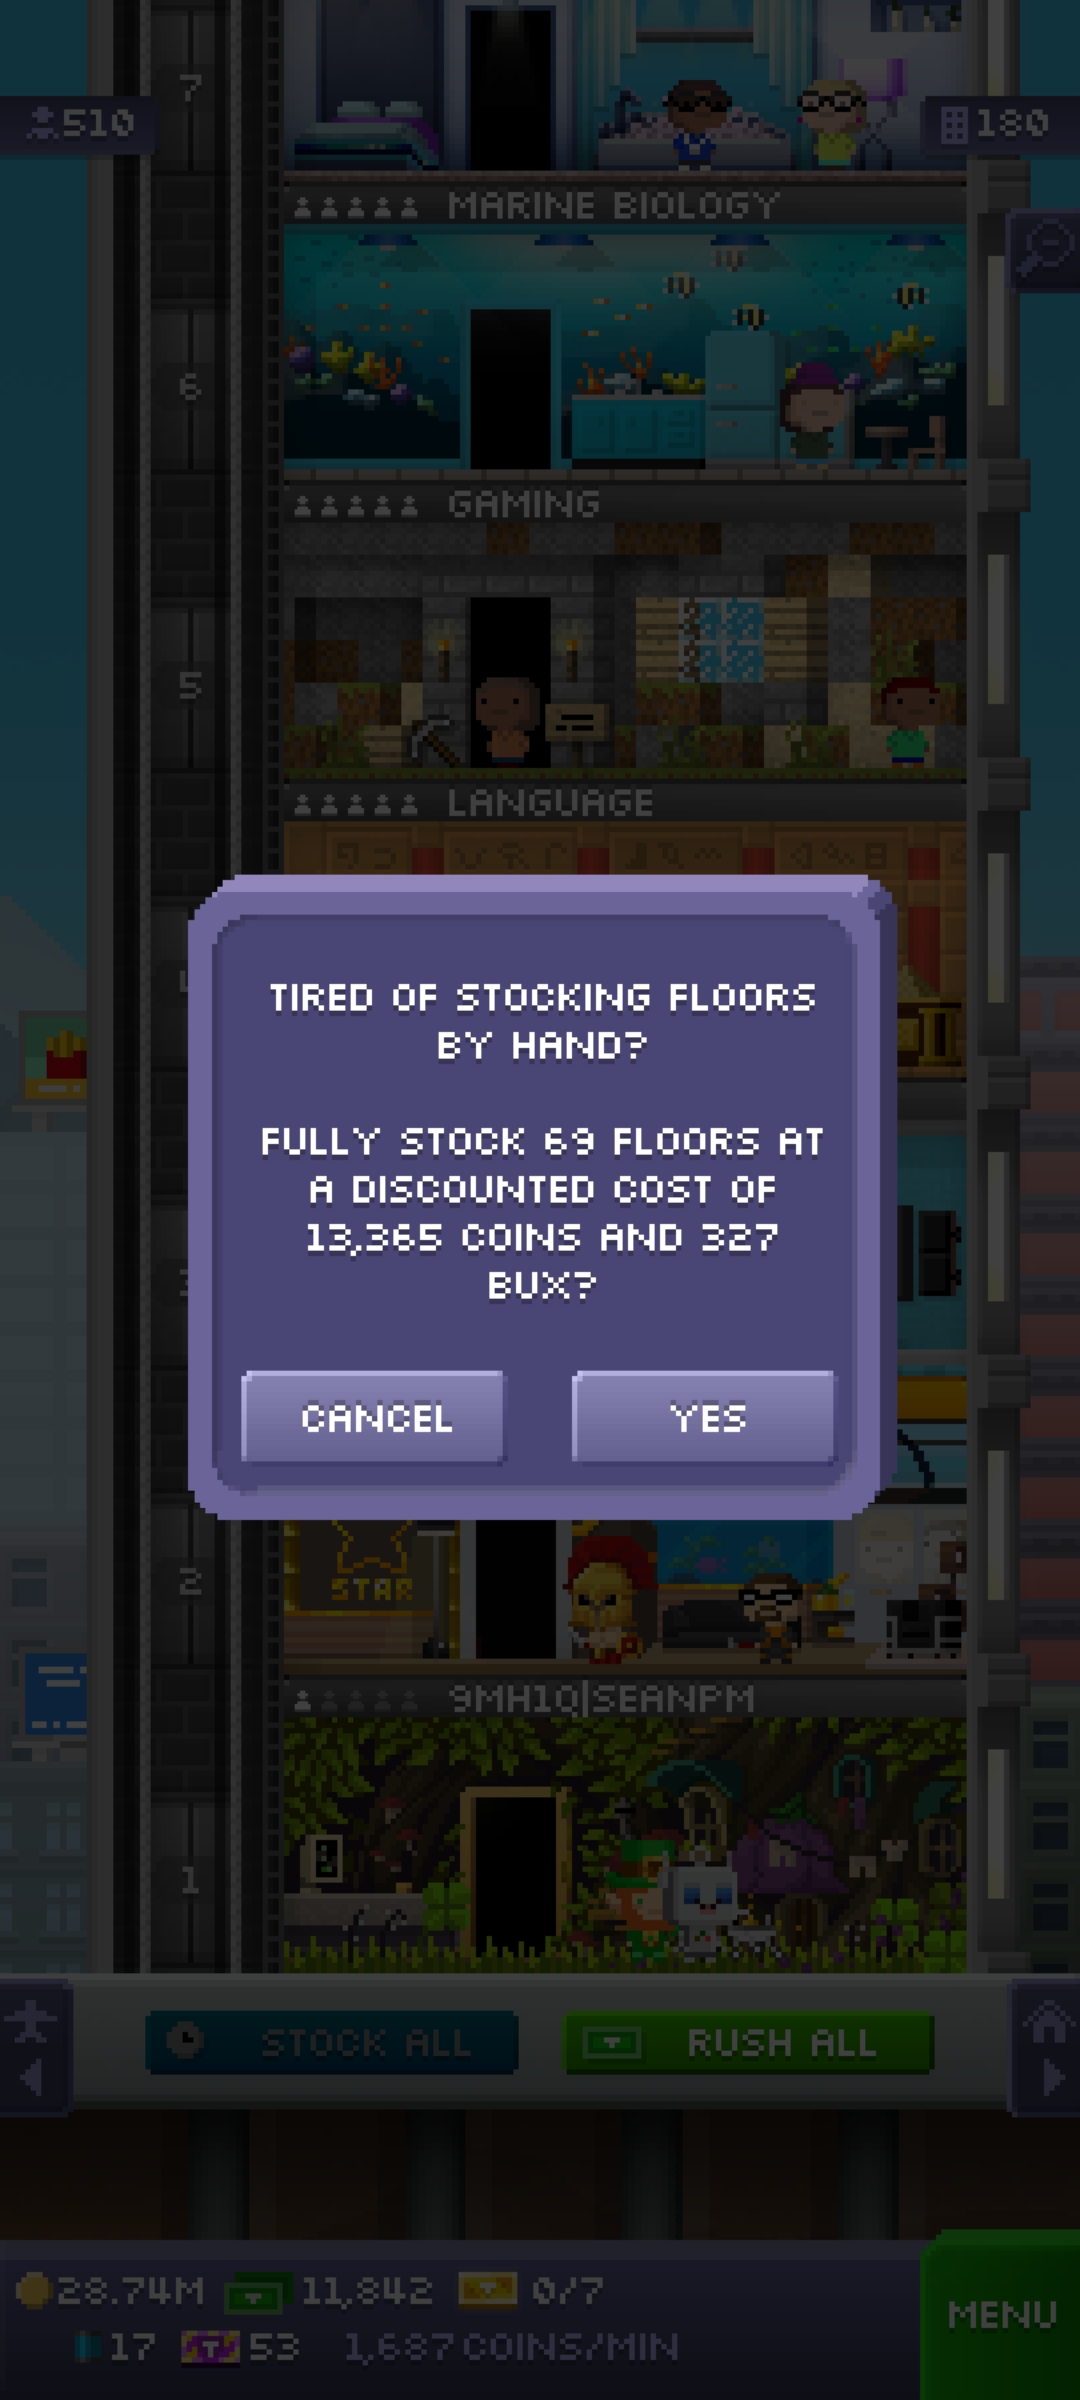 7
510
180
MARINE BIOLOGY
6
GAMING
5
LANGUAGE
TIRED OF STOCKING FLOORS
BY HAND?
FULLY STOCK 69 FLOORS AT
A DISCOUNTED COST OF
13,365 COINS AND 327
BUX?
CANCEL
YES
2
STAR
9MH1Q|SEANPM
1
STOCK ALL
RUSH ALL
28.74M
11,842
0/7
17
53
1,687 COINS/MIN
MENU